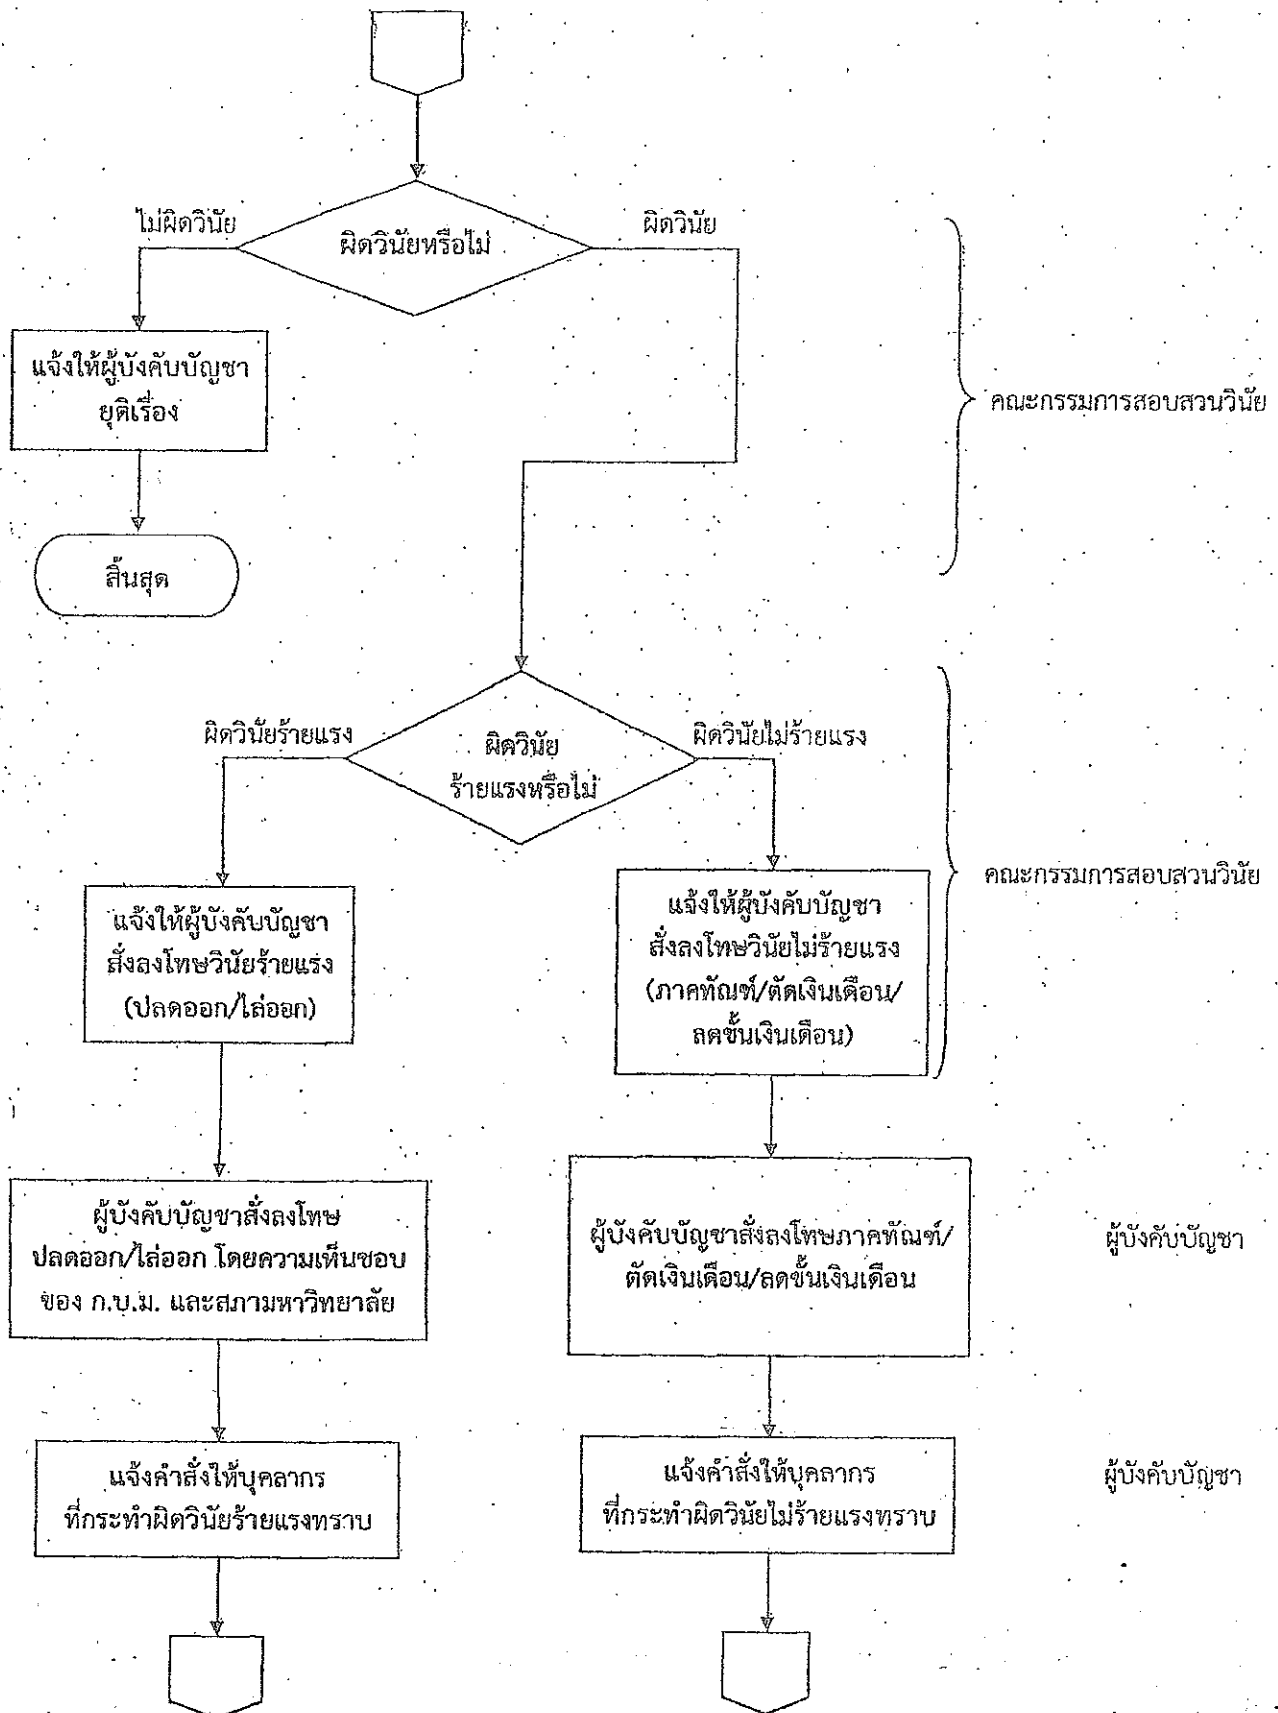 ไม่ผิดวินัย
ผิดวินัยหรือไม่
ผิดวินัย
แจ้งให้ผู้บังคับบัญชา
ยุติเรื่อง
คณะกรรมการสอบสวนวินัย
สิ้นสุด
ผิดวินัยร้ายแรง
ผิดวินัย
ร้ายแรงหรือไม่
ผิดวินัยไม่ร้ายแรง
แจ้งให้ผู้บังคับบัญชา
สั่งลงโทษวินัยร้ายแรง
(ปลดออก/ไล่ออก)
แจ้งให้ผู้บังคับบัญชา
สั่งลงโทษวินัยไม่ร้ายแรง
(ภาคทัณฑ์/ตัดเงินเดือน/
ลดขั้นเงินเดือน)
คณะกรรมการสอบสวนวินัย
ผู้บังคับบัญชาสั่งลงโทษ
ปลดออก/ไล่ออก โดยความเห็นชอบ
ของ ก.บ.ม. และสภามหาวิทยาลัย
ผู้บังคับบัญชาสั่งลงโทษภาคทัณฑ์/
ตัดเงินเดือน/ลดขั้นเงินเดือน
ผู้บังคับบัญชา
แจ้งคำสั่งให้บุคลากร
ที่กระทำผิดวินัยร้ายแรงทราบ
แจ้งคำสั่งให้บุคลากร
ที่กระทำผิดวินัยไม่ร้ายแรงทราบ
ผู้บังคับบัญชา